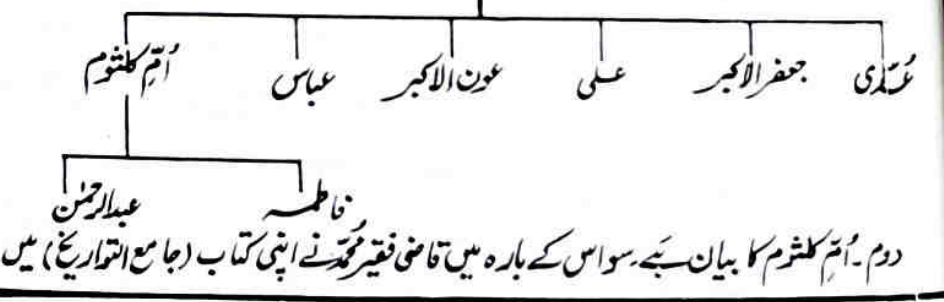 عدی جعفر الاکبر علی عون الاکبر عباس اُمِّ کلثوم
فاطمہ عبدالرحمٰن
دوم۔ اُمِّ کلثوم کا بیان ہَے۔ سو اس کے بارہ میں قاضی فقیر محمدؐ نے اپنی کتاب (جامع التواریخ) میں